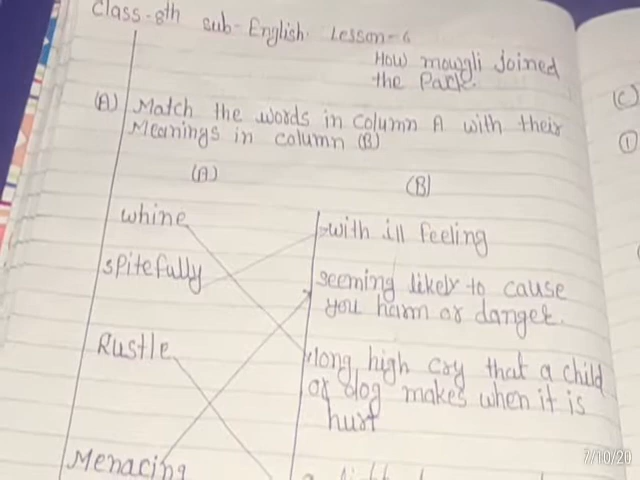 Class-8th Sub-English. Lesson-6
How mowgli joined
the Pack.
(A) Match the words in column A with their
Meanings in column (B)
(A) (B)
whine with ill feeling
spitefully seeming likely to cause
you harm or danger.
Rustle long high cry that a child
or dog makes when it is
hurt
Menacing
(C)
1
7/10/20